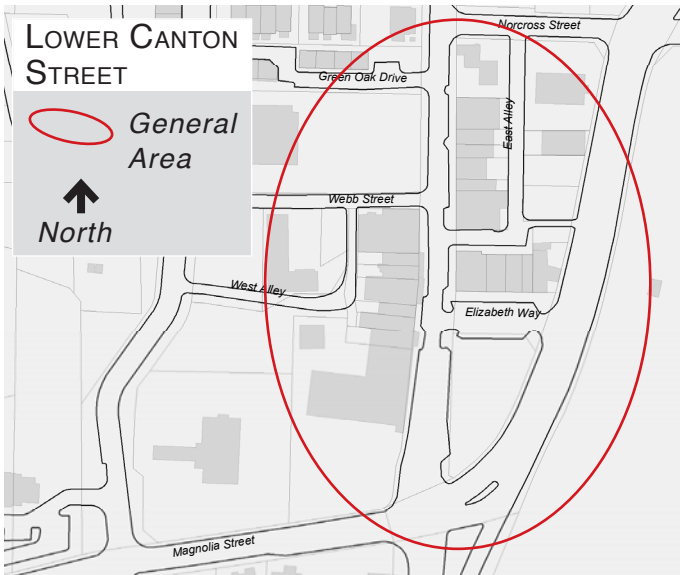 LOWER CANTON
STREET
General
Area
North
Norcross Street
Green Oak Drive
East Alley
Webb Street
West Alley
Elizabeth Way
Magnolia Street